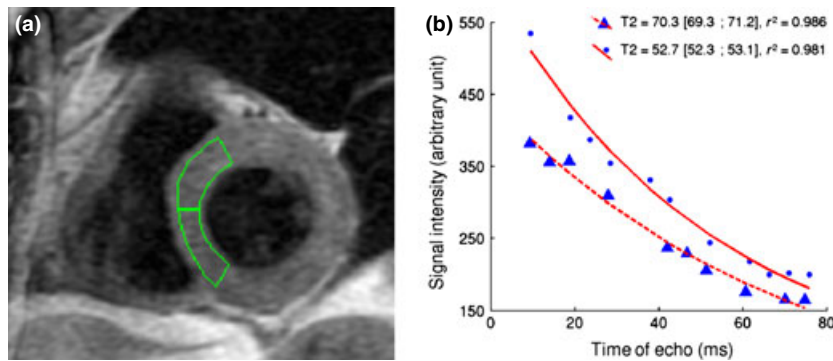 (a)
(b)
T2 = 70.3 [69.3 ; 71.2], r² = 0.986
T2 = 52.7 [52.3 ; 53.1], r² = 0.981
Signal intensity (arbitrary unit)
550
450
350
250
150
0 20 40 60 80
Time of echo (ms)